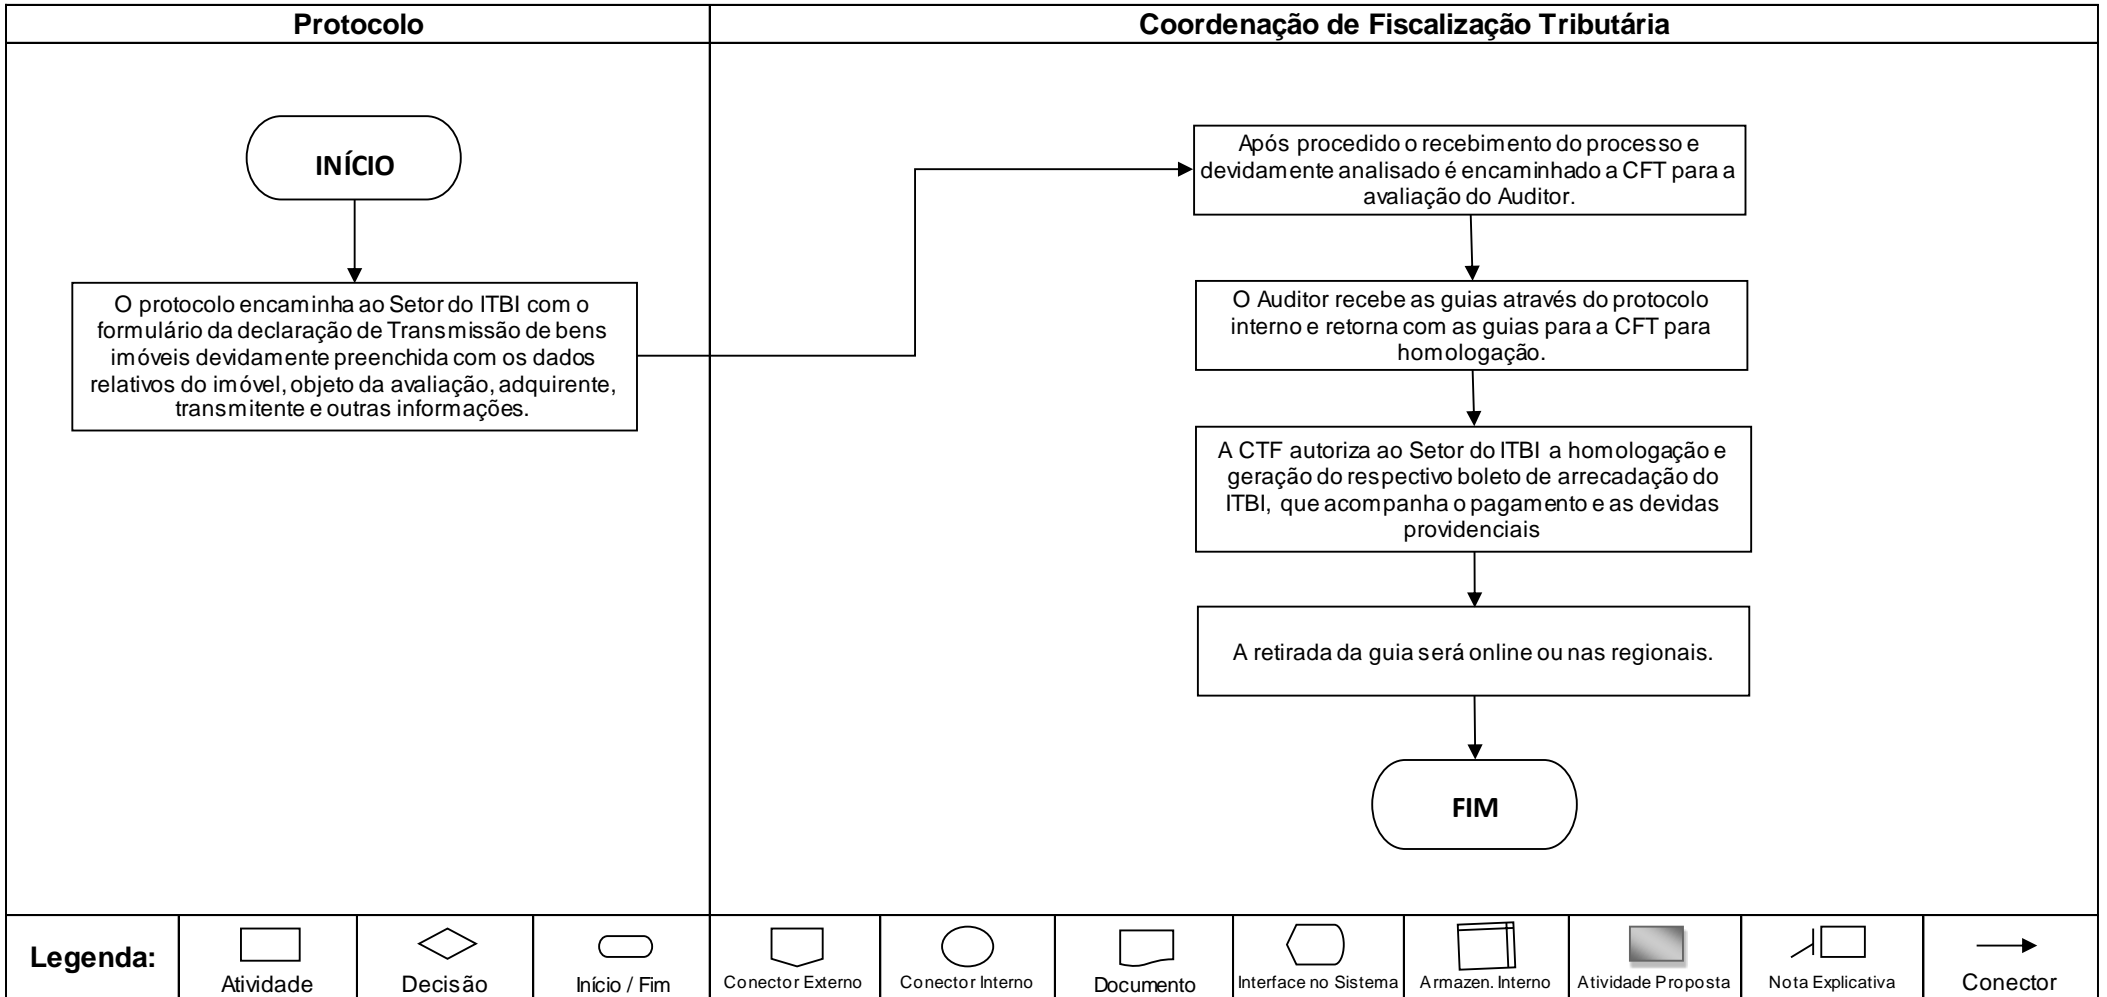 Protocolo
Coordenação de Fiscalização Tributária
INÍCIO
O protocolo encaminha ao Setor do ITBI com o
formulário da declaração de Transmissão de bens
imóveis devidamente preenchida com os dados
relativos do imóvel, objeto da avaliação, adquirente,
transmitente e outras informações.
Após procedido o recebimento do processo e
devidamente analisado é encaminhado a CFT para a
avaliação do Auditor.
O Auditor recebe as guias através do protocolo
interno e retorna com as guias para a CFT para
homologação.
A CTF autoriza ao Setor do ITBI a homologação e
geração do respectivo boleto de arrecadação do
ITBI, que acompanha o pagamento e as devidas
providenciais
A retirada da guia será online ou nas regionais.
FIM
Legenda:
Atividade
Decisão
Início / Fim
Conector Externo
Conector Interno
Documento
Interface no Sistema
Armazen. Interno
Atividade Proposta
Nota Explicativa
Conector